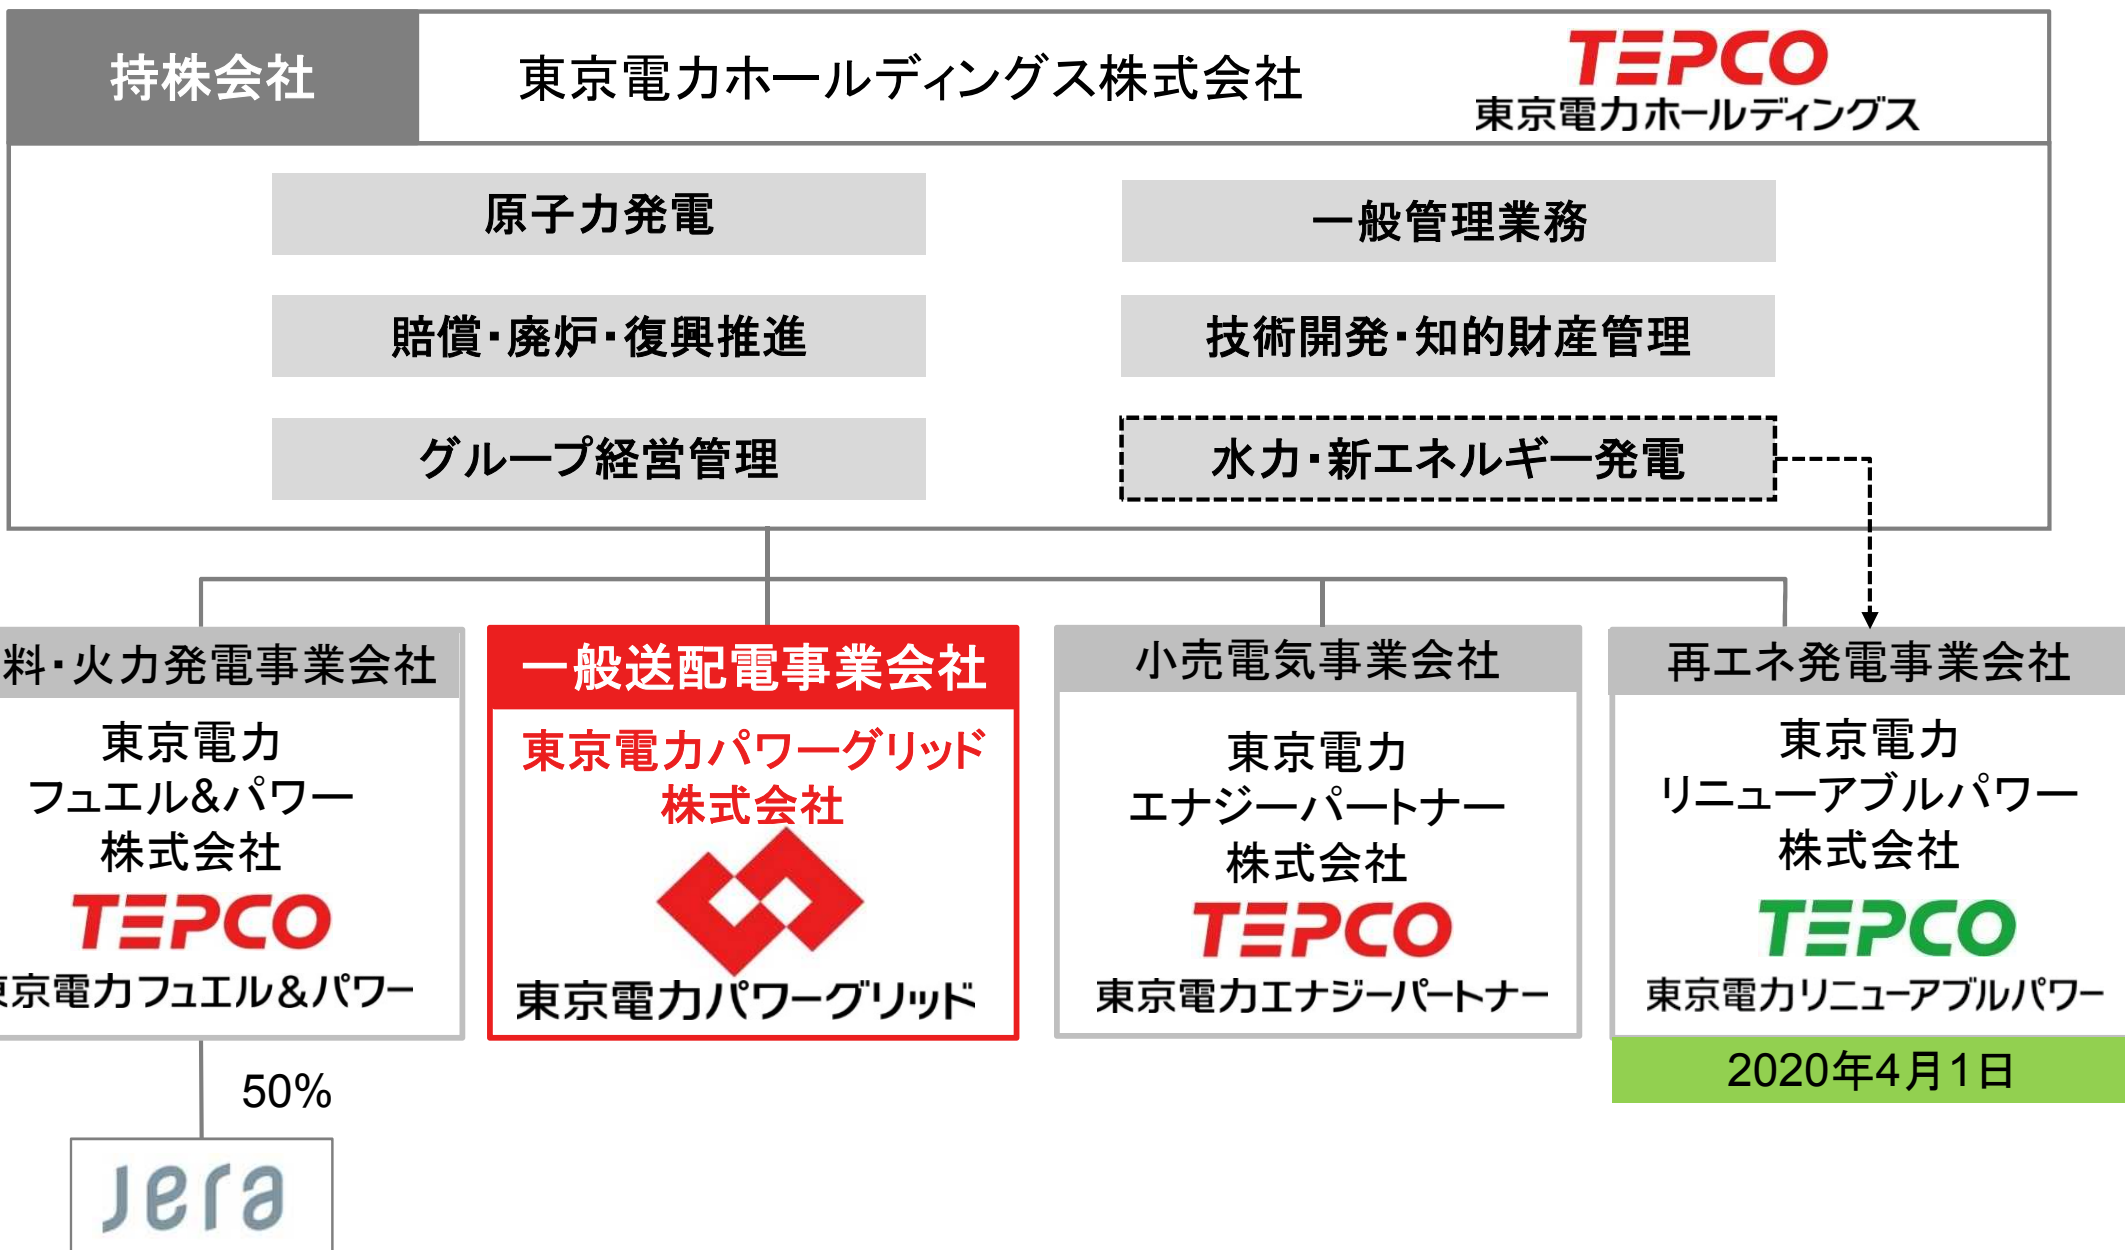 持株会社
東京電力ホールディングス株式会社
TEPCO
東京電力ホールディングス
原子力発電
一般管理業務
賠償・廃炉・復興推進
技術開発・知的財産管理
グループ経営管理
水力・新エネルギー発電
料・火力発電事業会社
東京電力
フュエル&パワー
株式会社
TEPCO
東京電力フュエル&パワー
50%
Jera
一般送配電事業会社
東京電力パワーグリッド
株式会社
東京電力パワーグリッド
小売電気事業会社
東京電力
エナジーパートナー
株式会社
TEPCO
東京電力エナジーパートナー
再エネ発電事業会社
東京電力
リニューアブルパワー
株式会社
TEPCO
東京電力リニューアブルパワー
2020年4月1日